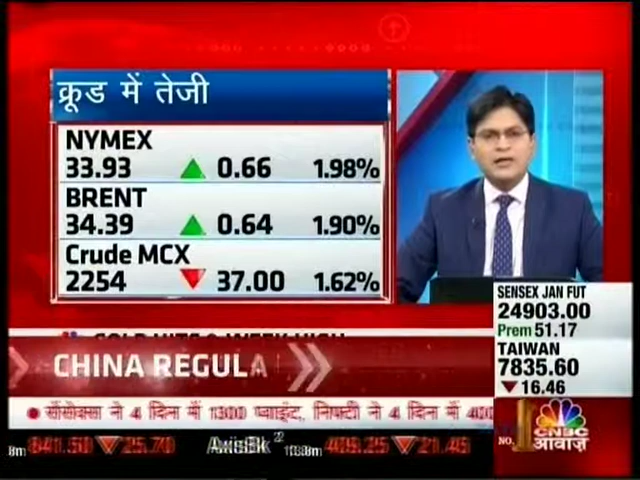 क्रूड में तेजी
NYMEX
33.93 ▲ 0.66 1.98%
BRENT
34.39 ▲ 0.64 1.90%
Crude MCX
2254 ▼ 37.00 1.62%
SENSEX JAN FUT
24903.00
Prem 51.17
TAIWAN
7835.60
▼ 16.46
CHINA REGULA
ने 4 दिन में 1300 प्वाइंट, निफ्टी ने 4 दिन में
NO.1 CNBC
आवाज़
841.50 ▼ 25.70 AxisBk 409.25 ▼ 21.45